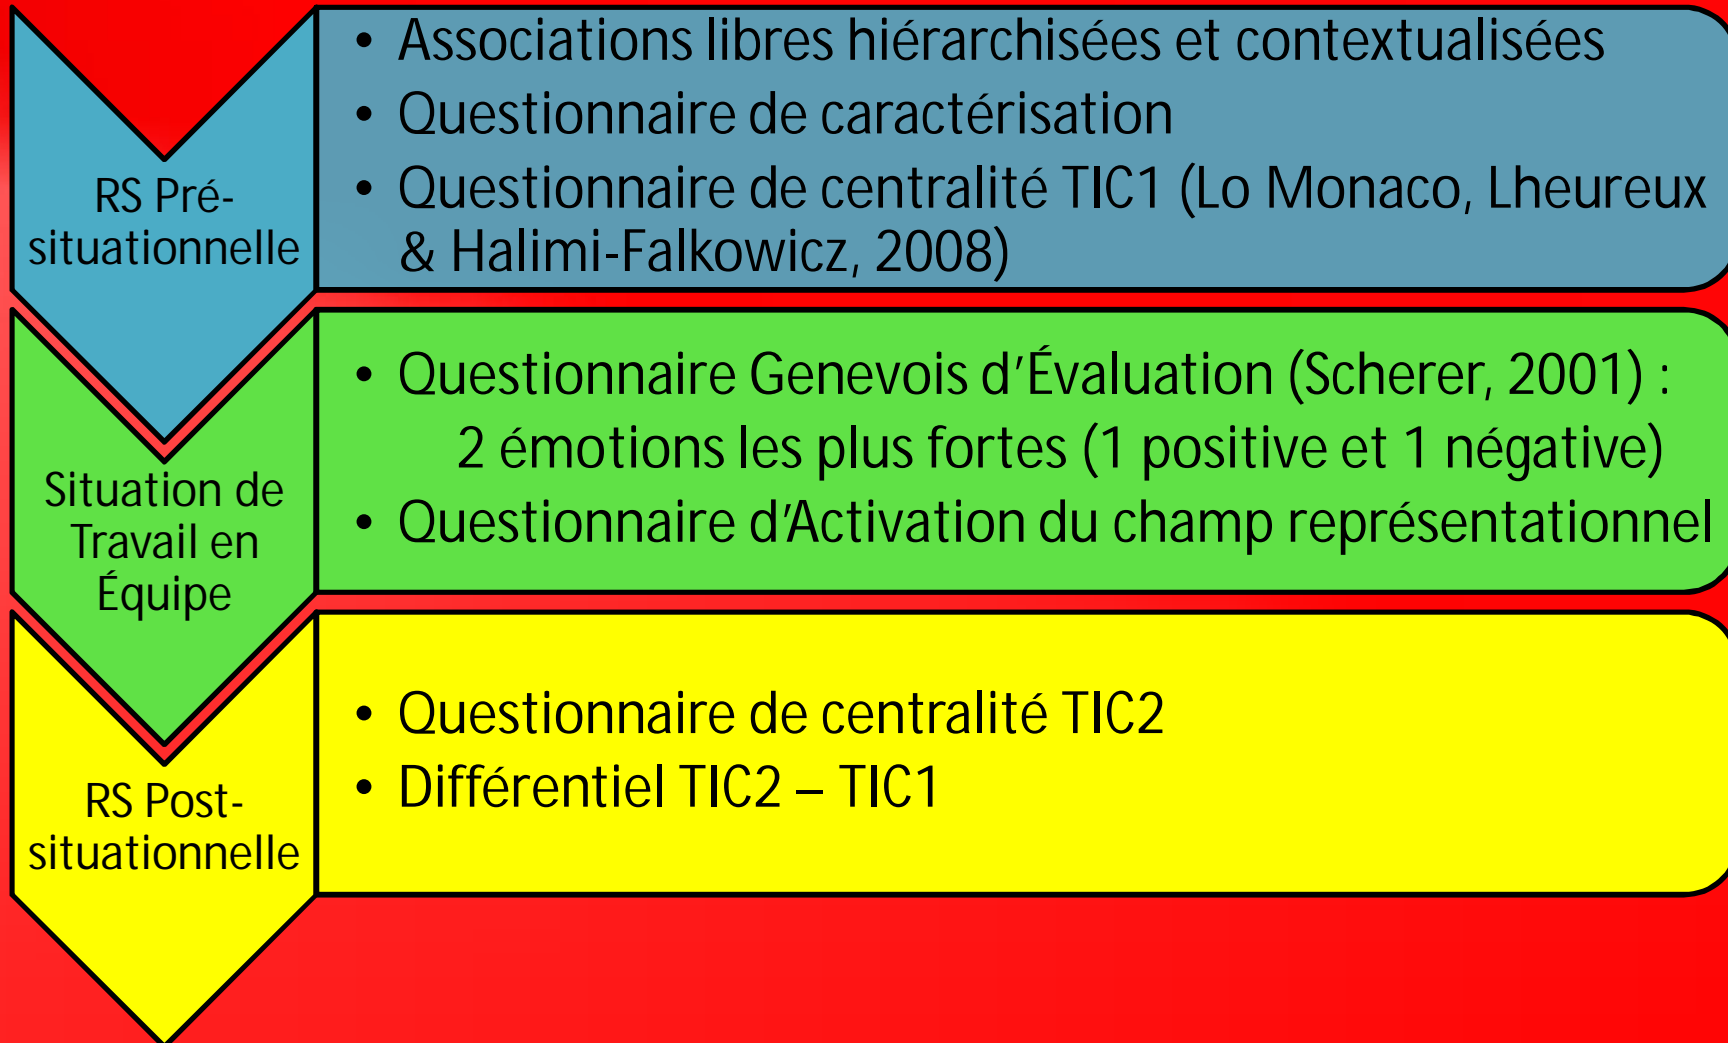 RS Pré-
situationnelle
• Associations libres hiérarchisées et contextualisées
• Questionnaire de caractérisation
• Questionnaire de centralité TIC1 (Lo Monaco, Lheureux
& Halimi-Falkowicz, 2008)
Situation de
Travail en
Équipe
• Questionnaire Genevois d’Évaluation (Scherer, 2001) :
2 émotions les plus fortes (1 positive et 1 négative)
• Questionnaire d’Activation du champ représentationnel
RS Post-
situationnelle
• Questionnaire de centralité TIC2
• Différentiel TIC2 – TIC1